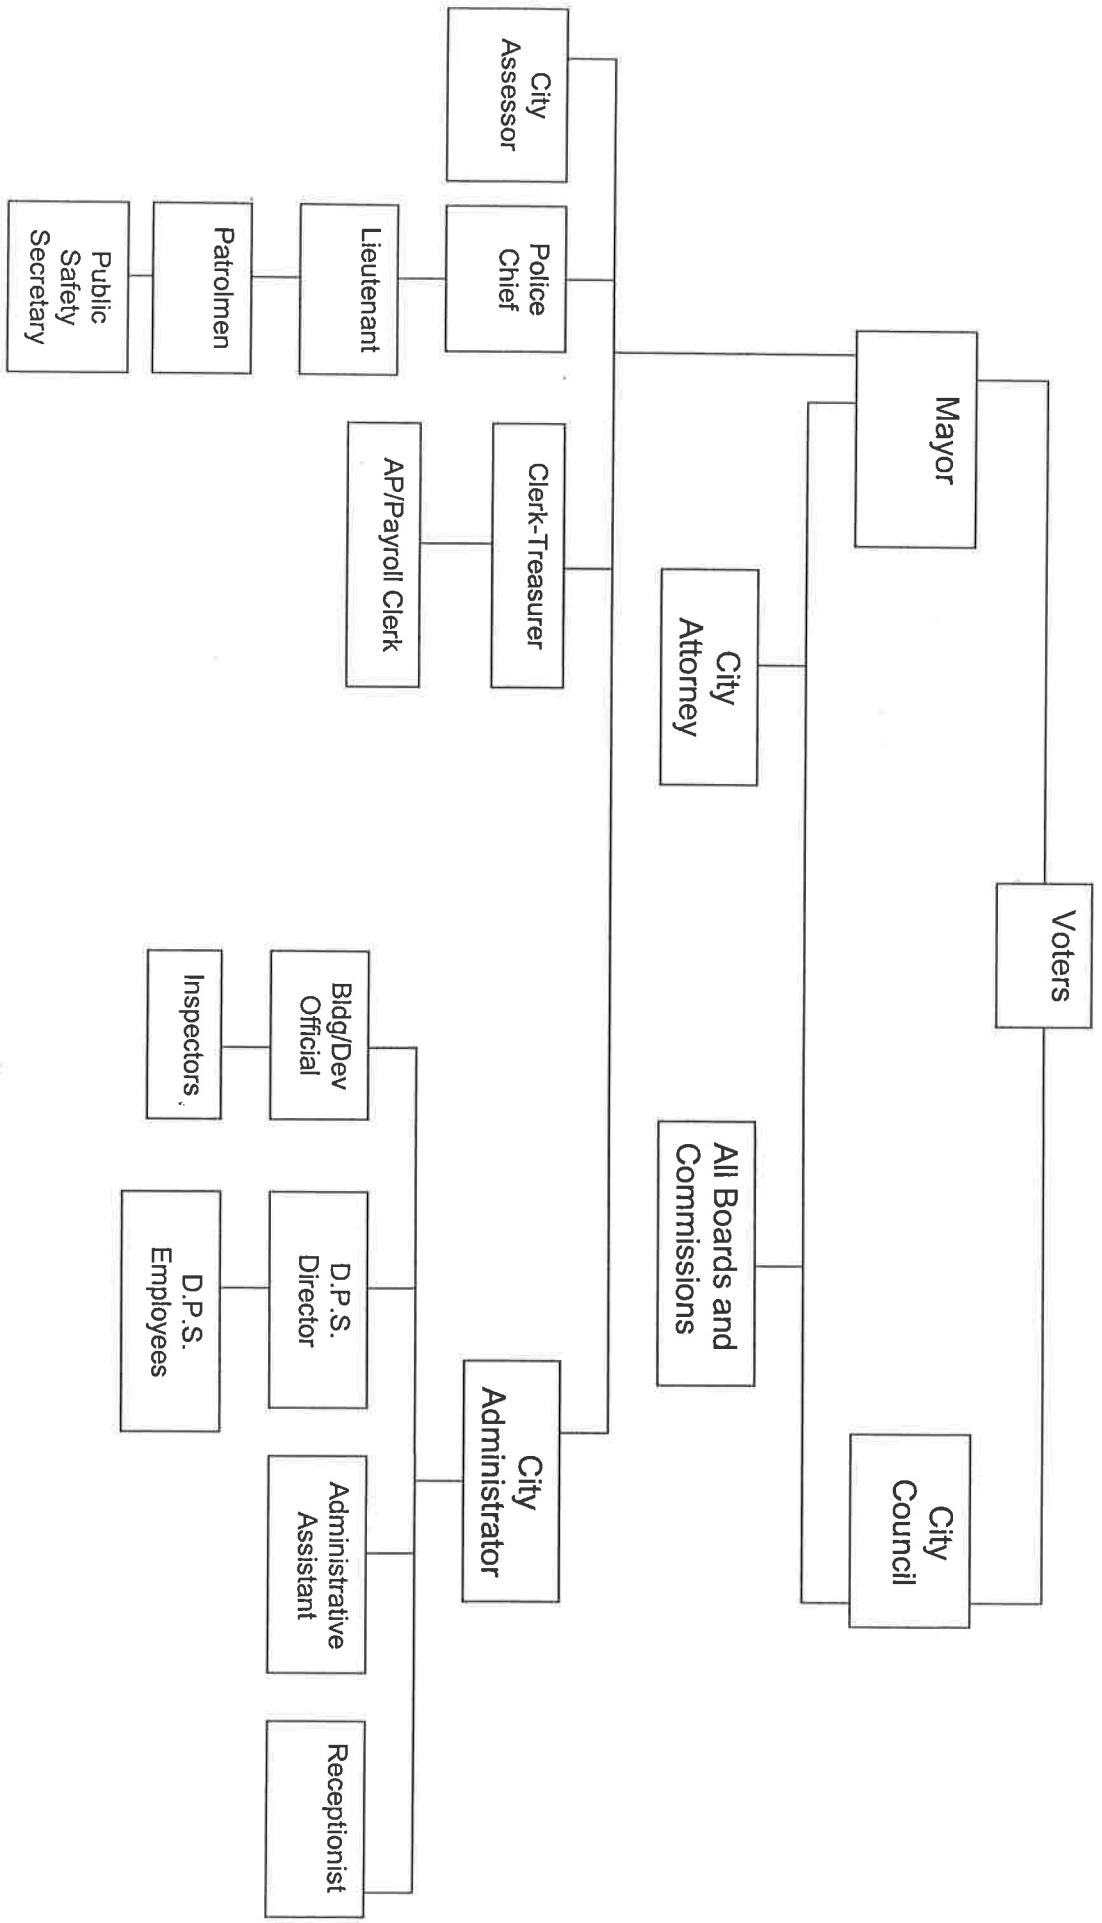 Voters
Mayor
City
Council
City
Attorney
All Boards and
Commissions
City
Assessor
Police
Chief
Clerk-Treasurer
City
Administrator
Lieutenant
AP/Payroll Clerk
Patrolmen
Public
Safety
Secretary
Bldg/Dev
Official
D.P.S.
Director
Administrative
Assistant
Receptionist
Inspectors
D.P.S.
Employees